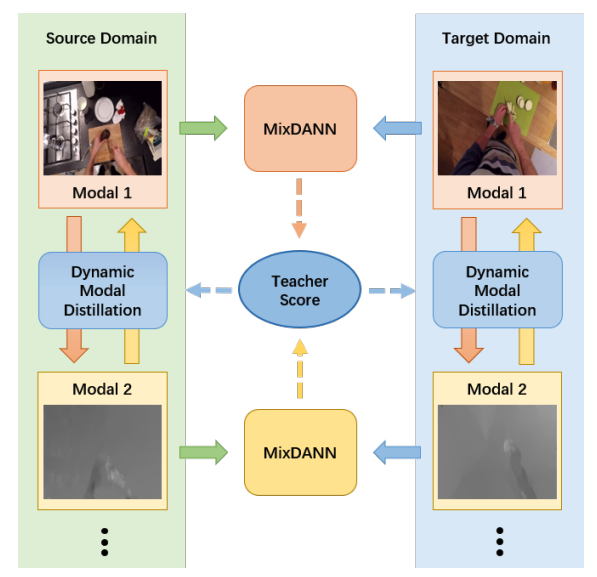 Source Domain
Target Domain
Modal 1
MixDANN
Modal 1
Dynamic
Modal
Distillation
Teacher
Score
Dynamic
Modal
Distillation
Modal 2
MixDANN
Modal 2